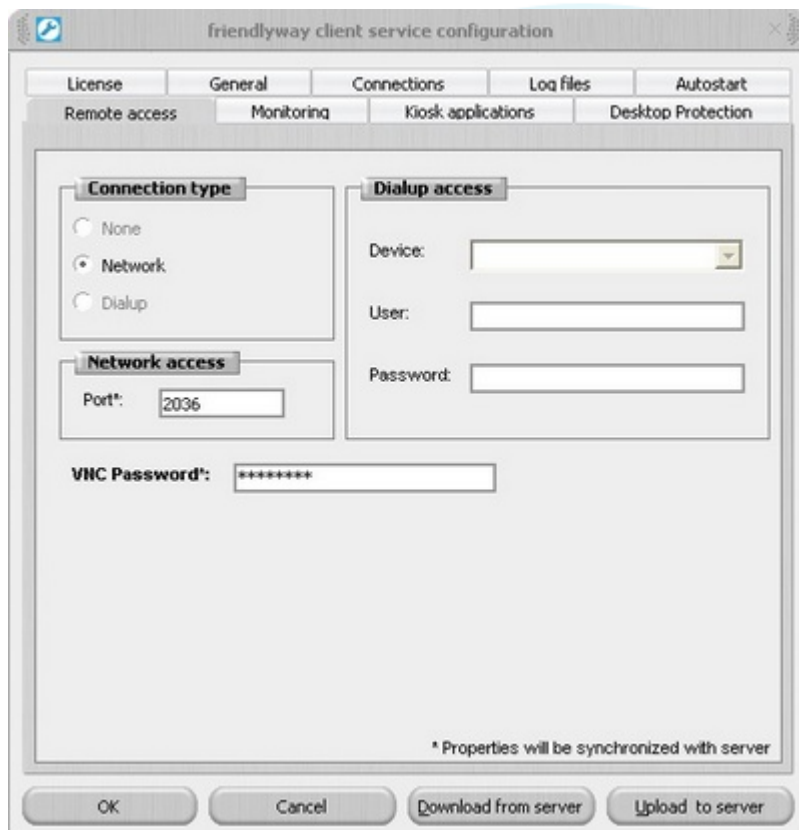 friendlyway client service configuration
License General Connections Log files Autostart
Remote access Monitoring Kiosk applications Desktop Protection
Connection type
None
Network
Dialup
Dialup access
Device:
User:
Password:
Network access
Port*: 2036
VNC Password*: ********
* Properties will be synchronized with server
OK Cancel Download from server Upload to server